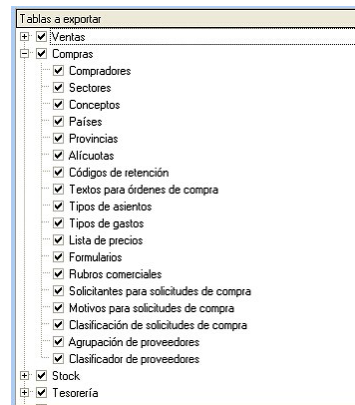 Tablas a exportar
Ventas
Compras
Compradores
Sectores
Conceptos
Países
Provincias
Alícuotas
Códigos de retención
Textos para órdenes de compra
Tipos de asientos
Tipos de gastos
Lista de precios
Formularios
Rubros comerciales
Solicitantes para solicitudes de compra
Motivos para solicitudes de compra
Clasificación de solicitudes de compra
Agrupación de proveedores
Clasificador de proveedores
Stock
Tesorería